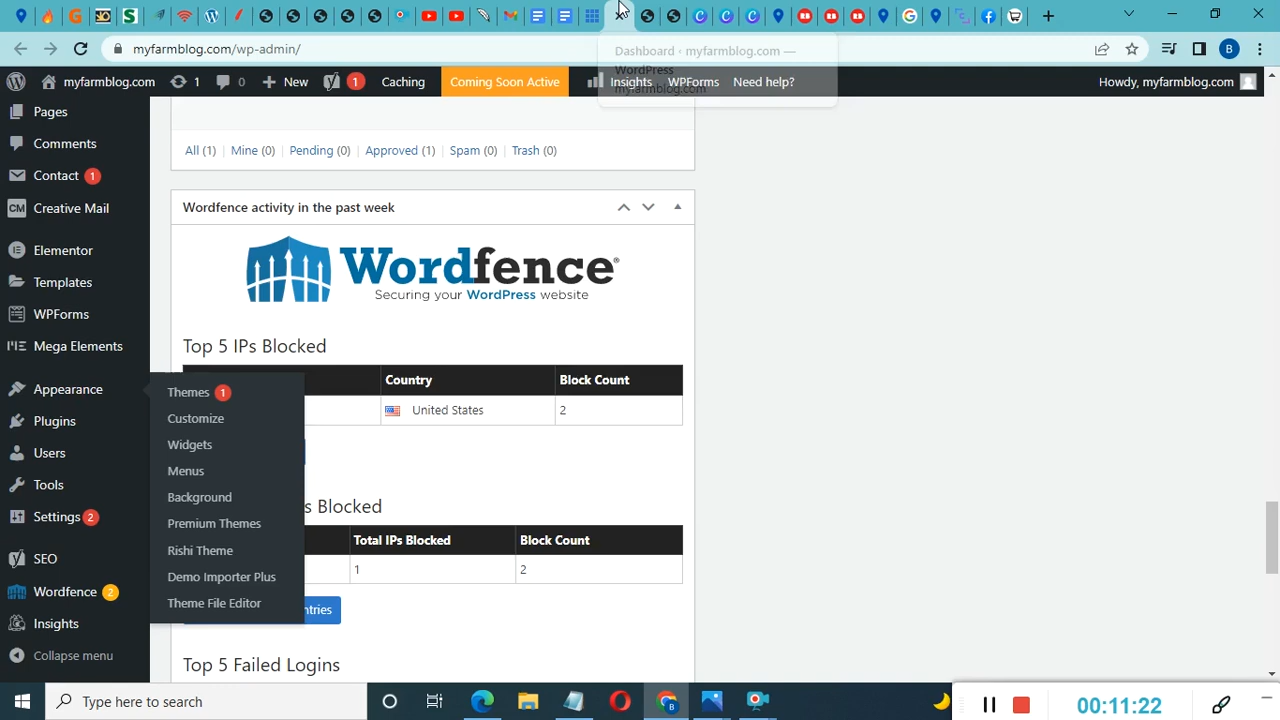 myfarmblog.com/wp-admin/
B
Dashboard ‹ myfarmblog.com —
WordPress
myfarmblog.com
myfarmblog.com
1
0
New
1
Caching
Coming Soon Active
Insights
WPForms
Need help?
Howdy, myfarmblog.com
Pages
Comments
Contact 1
CM Creative Mail
Elementor
Templates
WPForms
Mega Elements
Appearance
Plugins
Users
Tools
Settings 2
SEO
Wordfence 2
Insights
Collapse menu
Themes 1
Customize
Widgets
Menus
Background
Premium Themes
Rishi Theme
Demo Importer Plus
Theme File Editor
All (1) | Mine (0) | Pending (0) | Approved (1) | Spam (0) | Trash (0)
Wordfence activity in the past week
Wordfence®
Securing your WordPress website
Top 5 IPs Blocked
Country Block Count
United States 2
s Blocked
Total IPs Blocked Block Count
1 2
ntries
Top 5 Failed Logins
Type here to search
B
00:11:22